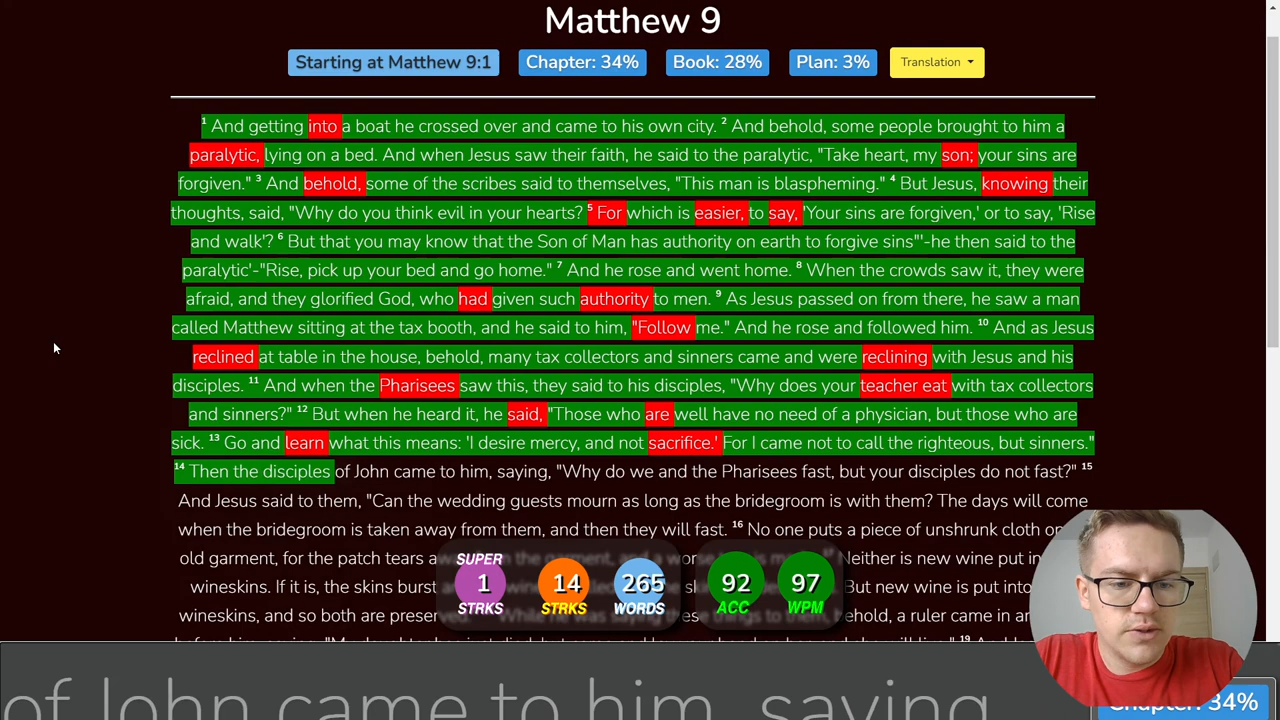 Matthew 9
Starting at Matthew 9:1 Chapter: 34% Book: 28% Plan: 3% Translation
1 And getting into a boat he crossed over and came to his own city. 2 And behold, some people brought to him a
paralytic, lying on a bed. And when Jesus saw their faith, he said to the paralytic, "Take heart, my son; your sins are
forgiven." 3 And behold, some of the scribes said to themselves, "This man is blaspheming." 4 But Jesus, knowing their
thoughts, said, "Why do you think evil in your hearts? 5 For which is easier, to say, 'Your sins are forgiven,' or to say, 'Rise
and walk'? 6 But that you may know that the Son of Man has authority on earth to forgive sins"'-he then said to the
paralytic'-"Rise, pick up your bed and go home." 7 And he rose and went home. 8 When the crowds saw it, they were
afraid, and they glorified God, who had given such authority to men. 9 As Jesus passed on from there, he saw a man
called Matthew sitting at the tax booth, and he said to him, "Follow me." And he rose and followed him. 10 And as Jesus
reclined at table in the house, behold, many tax collectors and sinners came and were reclining with Jesus and his
disciples. 11 And when the Pharisees saw this, they said to his disciples, "Why does your teacher eat with tax collectors
and sinners?" 12 But when he heard it, he said, "Those who are well have no need of a physician, but those who are
sick. 13 Go and learn what this means: 'I desire mercy, and not sacrifice.' For I came not to call the righteous, but sinners."
14 Then the disciples of John came to him, saying, "Why do we and the Pharisees fast, but your disciples do not fast?" 15
And Jesus said to them, "Can the wedding guests mourn as long as the bridegroom is with them? The days will come
when the bridegroom is taken away from them, and then they will fast. 16 No one puts a piece of unshrunk cloth on
old garment, for the patch tears
Neither is new wine put
wineskins. If it is, the skins burst
But new wine is put into
wineskins, and so both are preserved
behold, a ruler came in
SUPER
1 14 265 92 97
STRKS STRKS WORDS ACC WPM
of John came to him, saying
Chapter: 34%